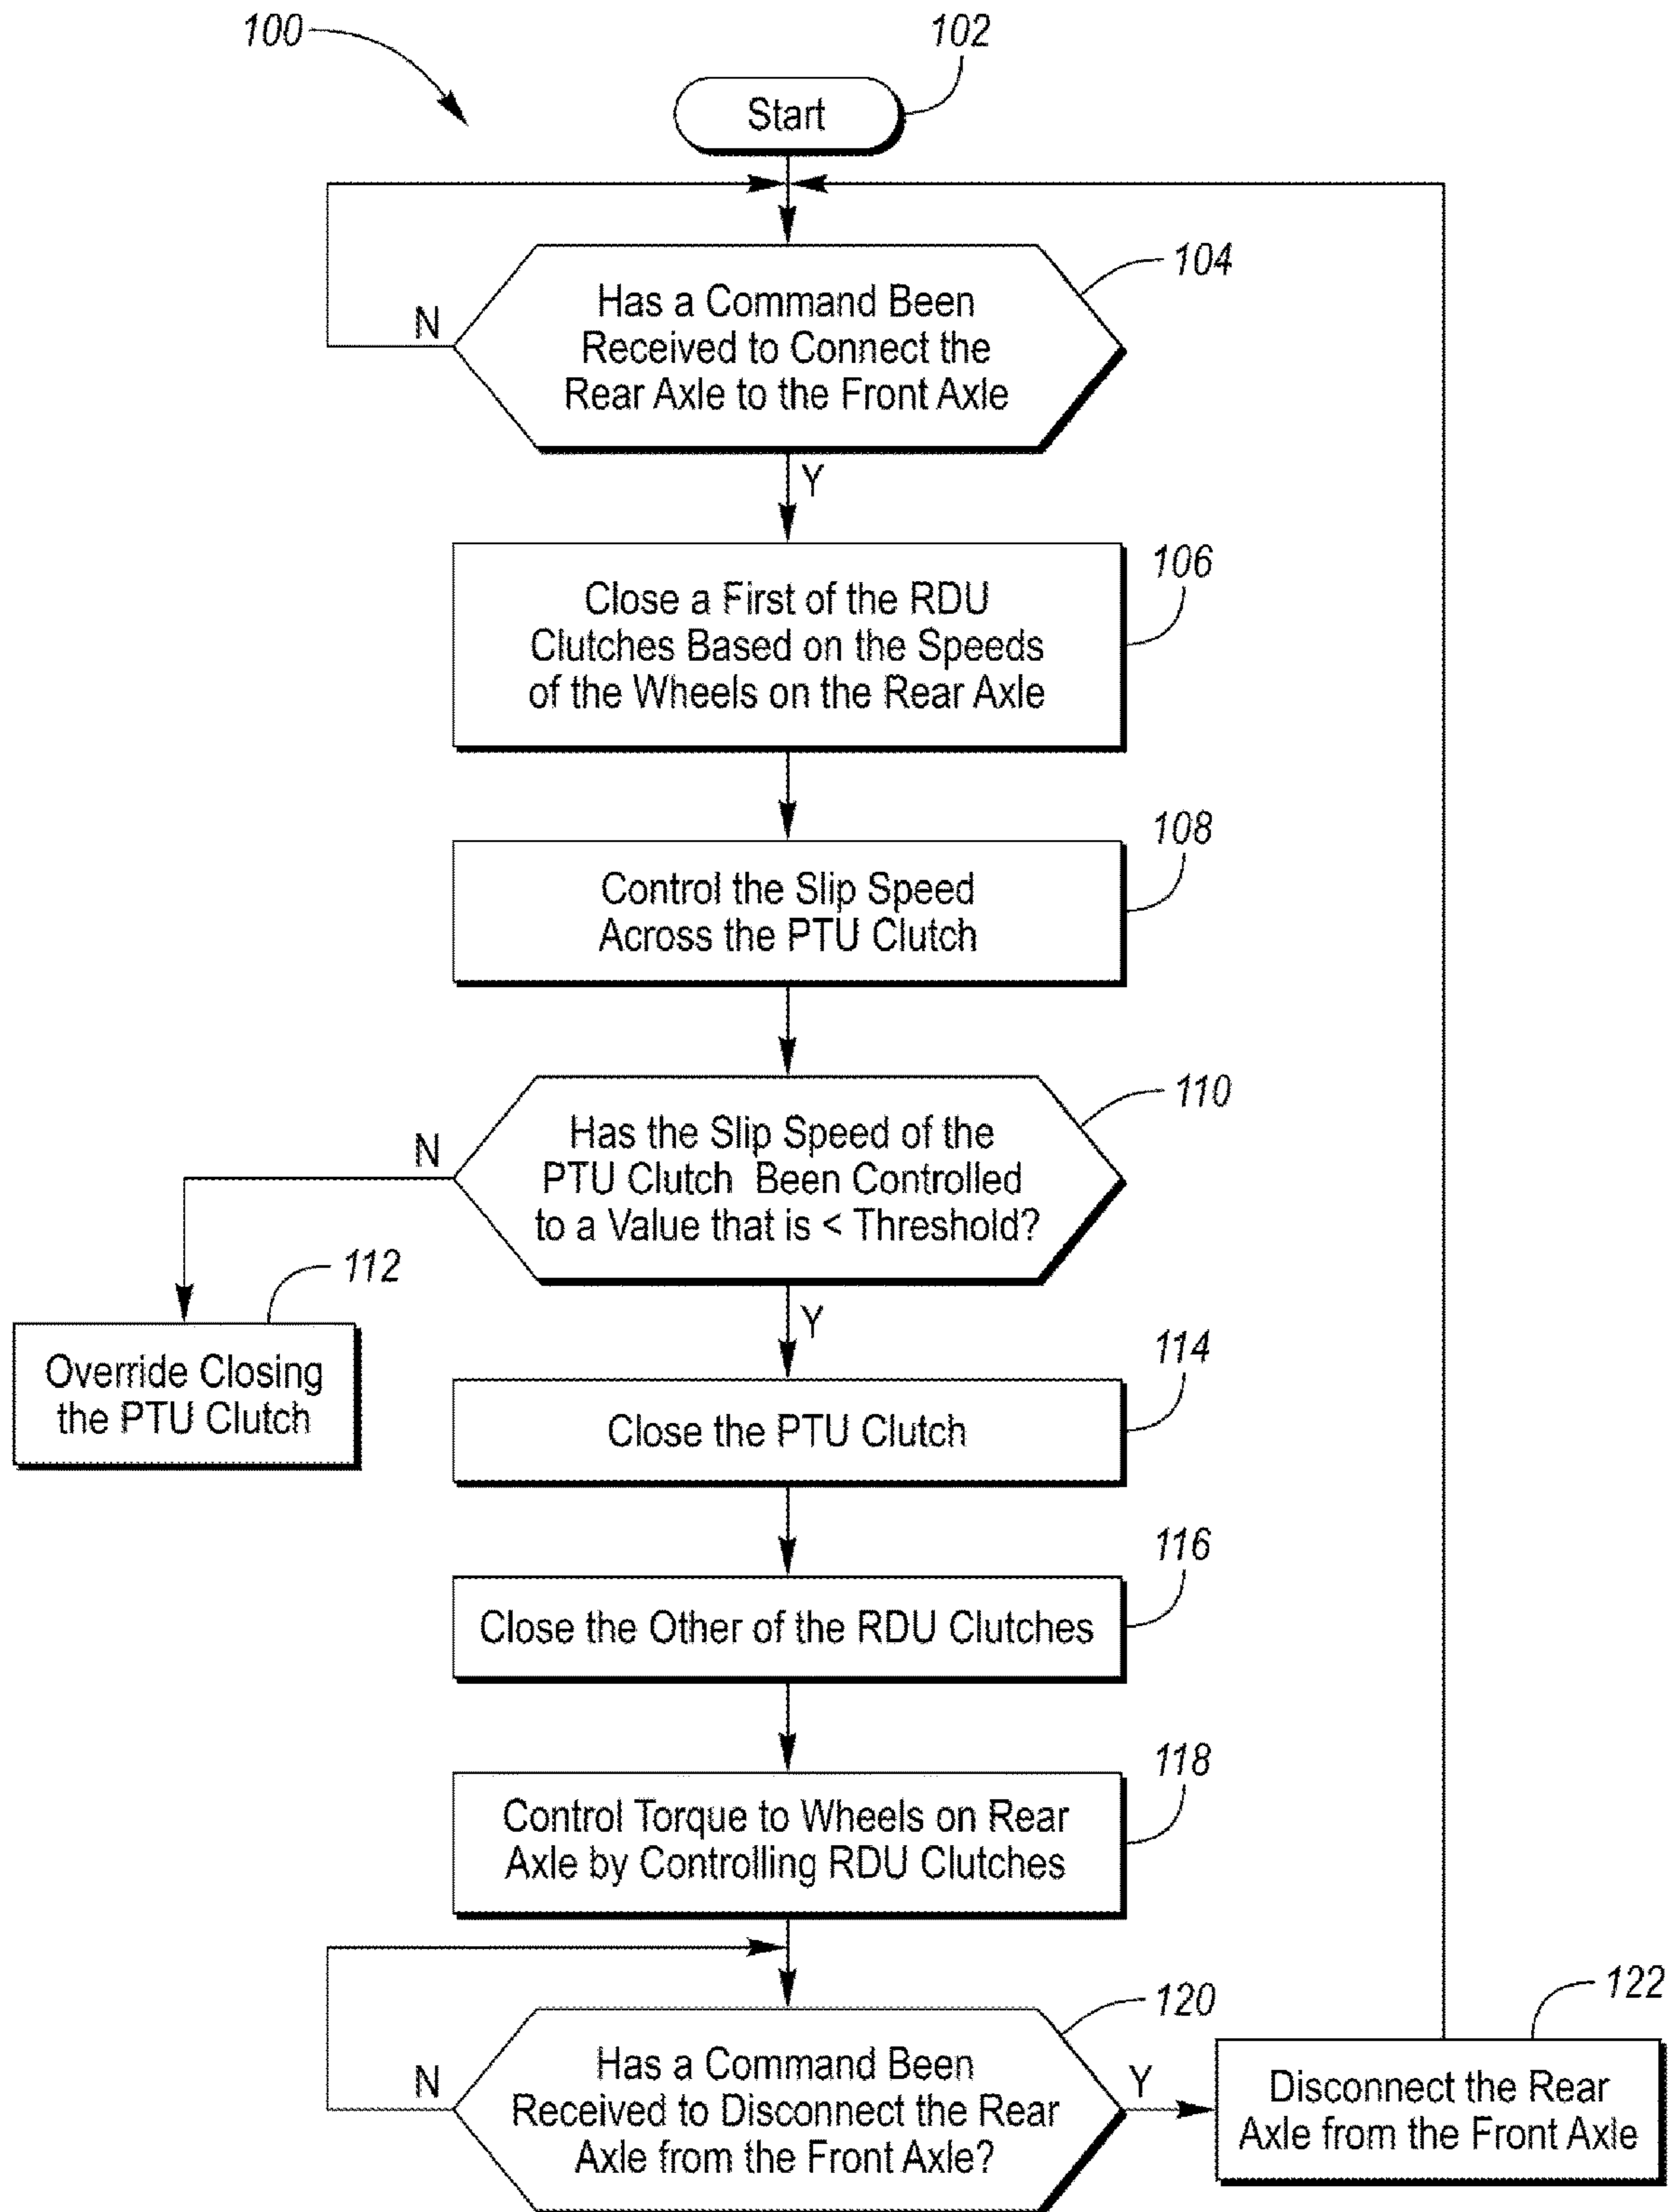 100
102
Start
104
Has a Command Been
Received to Connect the
Rear Axle to the Front Axle
N
Y
106
Close a First of the RDU
Clutches Based on the Speeds
of the Wheels on the Rear Axle
108
Control the Slip Speed
Across the PTU Clutch
110
Has the Slip Speed of the
PTU Clutch Been Controlled
to a Value that is < Threshold?
N
Y
112
Override Closing
the PTU Clutch
114
Close the PTU Clutch
116
Close the Other of the RDU Clutches
118
Control Torque to Wheels on Rear
Axle by Controlling RDU Clutches
120
Has a Command Been
Received to Disconnect the Rear
Axle from the Front Axle?
N
Y
122
Disconnect the Rear
Axle from the Front Axle